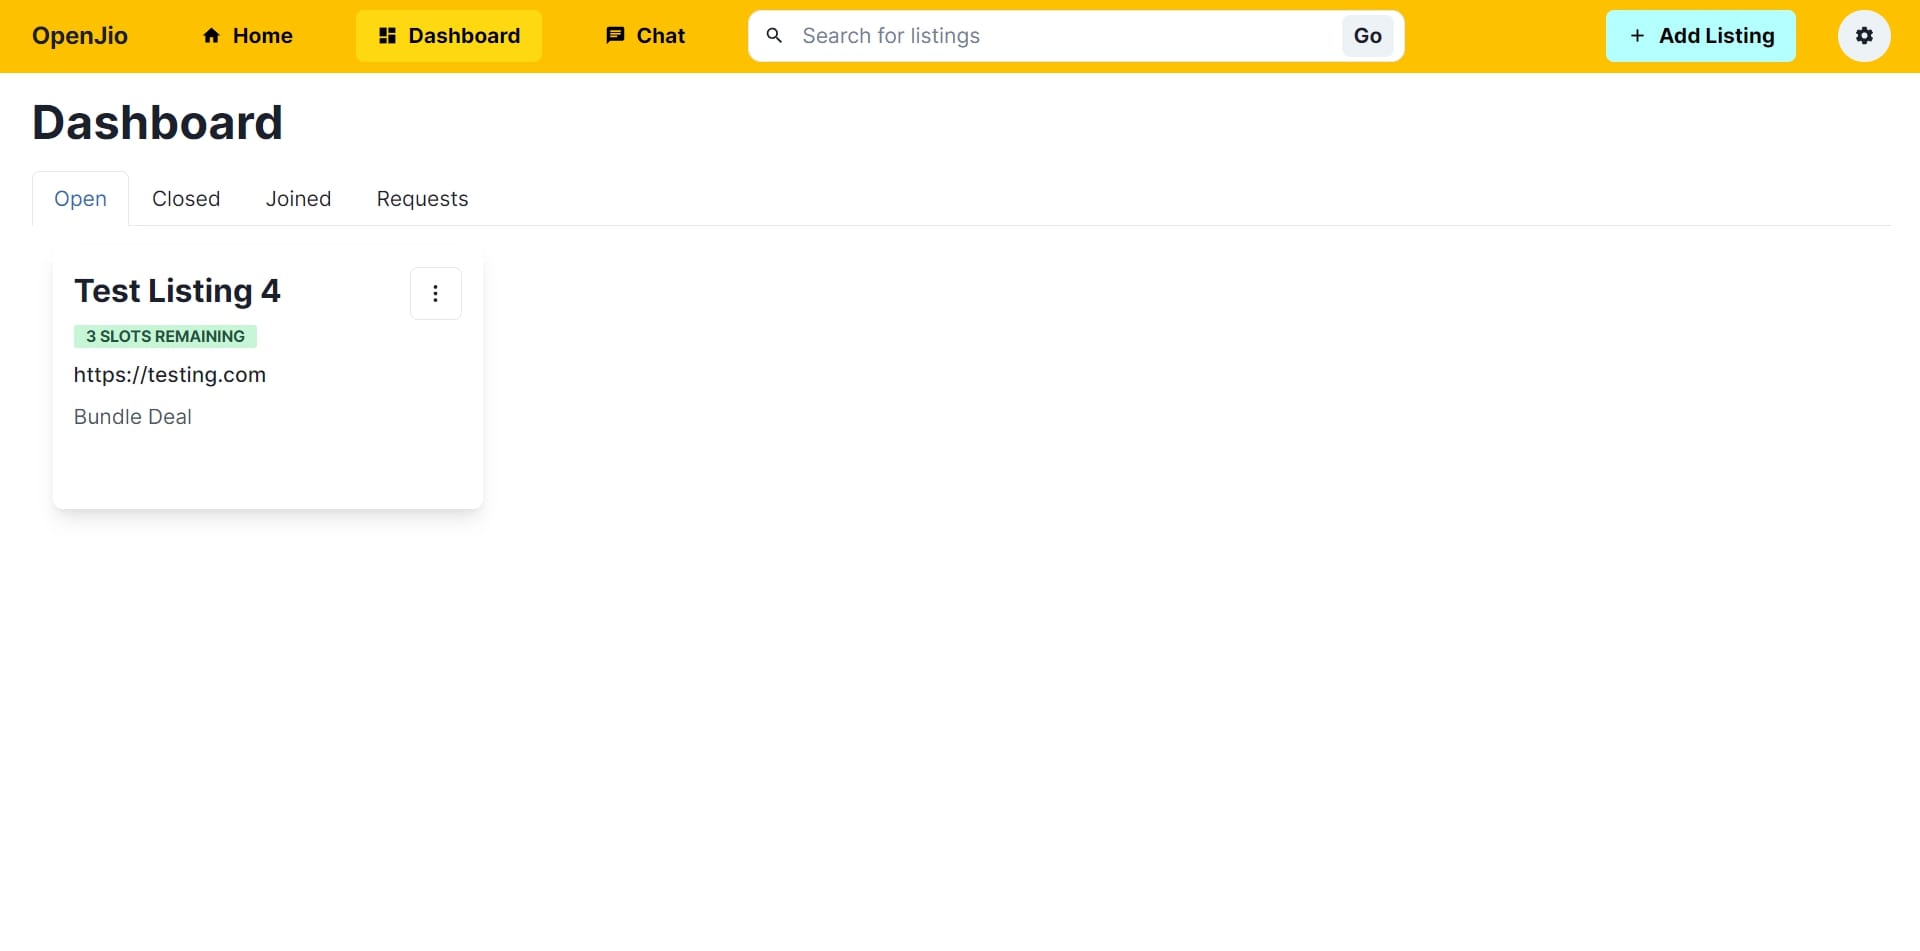 OpenJio Home Dashboard Chat Search for listings Go + Add Listing
Dashboard
Open Closed Joined Requests
Test Listing 4
3 SLOTS REMAINING
https://testing.com
Bundle Deal